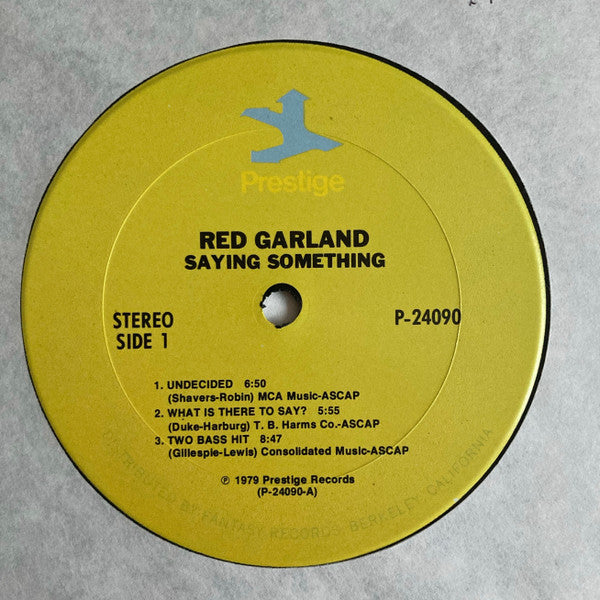 Prestige
RED GARLAND
SAYING SOMETHING
STEREO
SIDE 1
P-24090
1. UNDECIDED 6:50
(Shavers-Robin) MCA Music-ASCAP
2. WHAT IS THERE TO SAY? 5:55
(Duke-Harburg) T. B. Harms Co.-ASCAP
3. TWO BASS HIT 8:47
(Gillespie-Lewis) Consolidated Music-ASCAP
℗ 1979 Prestige Records
(P-24090-A)
DISTRIBUTED BY FANTASY RECORDS, BERKELEY, CALIFORNIA